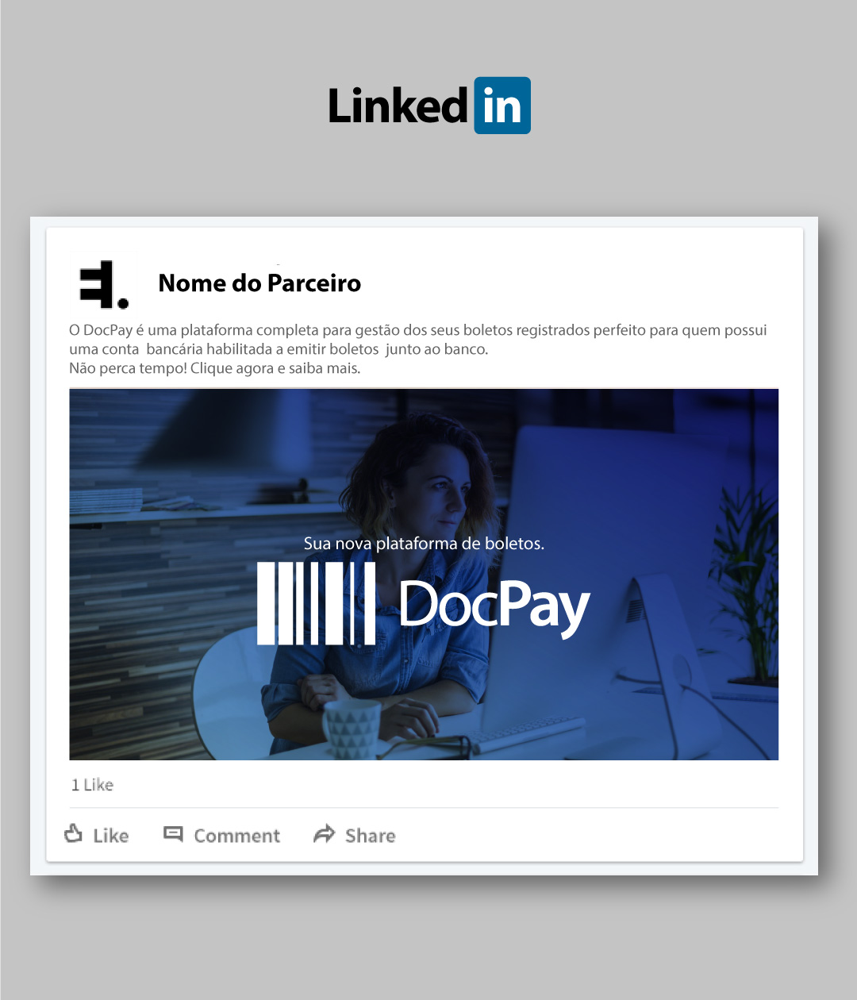 Linked in
Nome do Parceiro
O DocPay é uma plataforma completa para gestão dos seus boletos registrados perfeito para quem possui
uma conta  bancária habilitada a emitir boletos  junto ao banco.
Não perca tempo! Clique agora e saiba mais.
Sua nova plataforma de boletos.
DocPay
1 Like
Like Comment Share